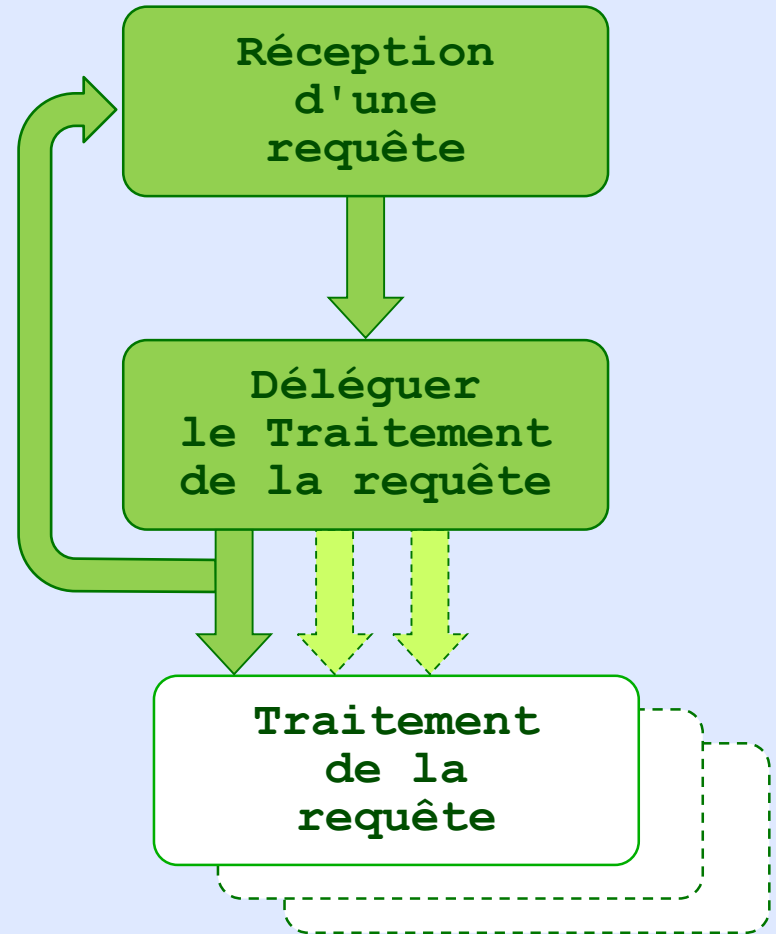 Réception
d'une
requête
Déléguer
le Traitement
de la requête
Traitement
de la
requête